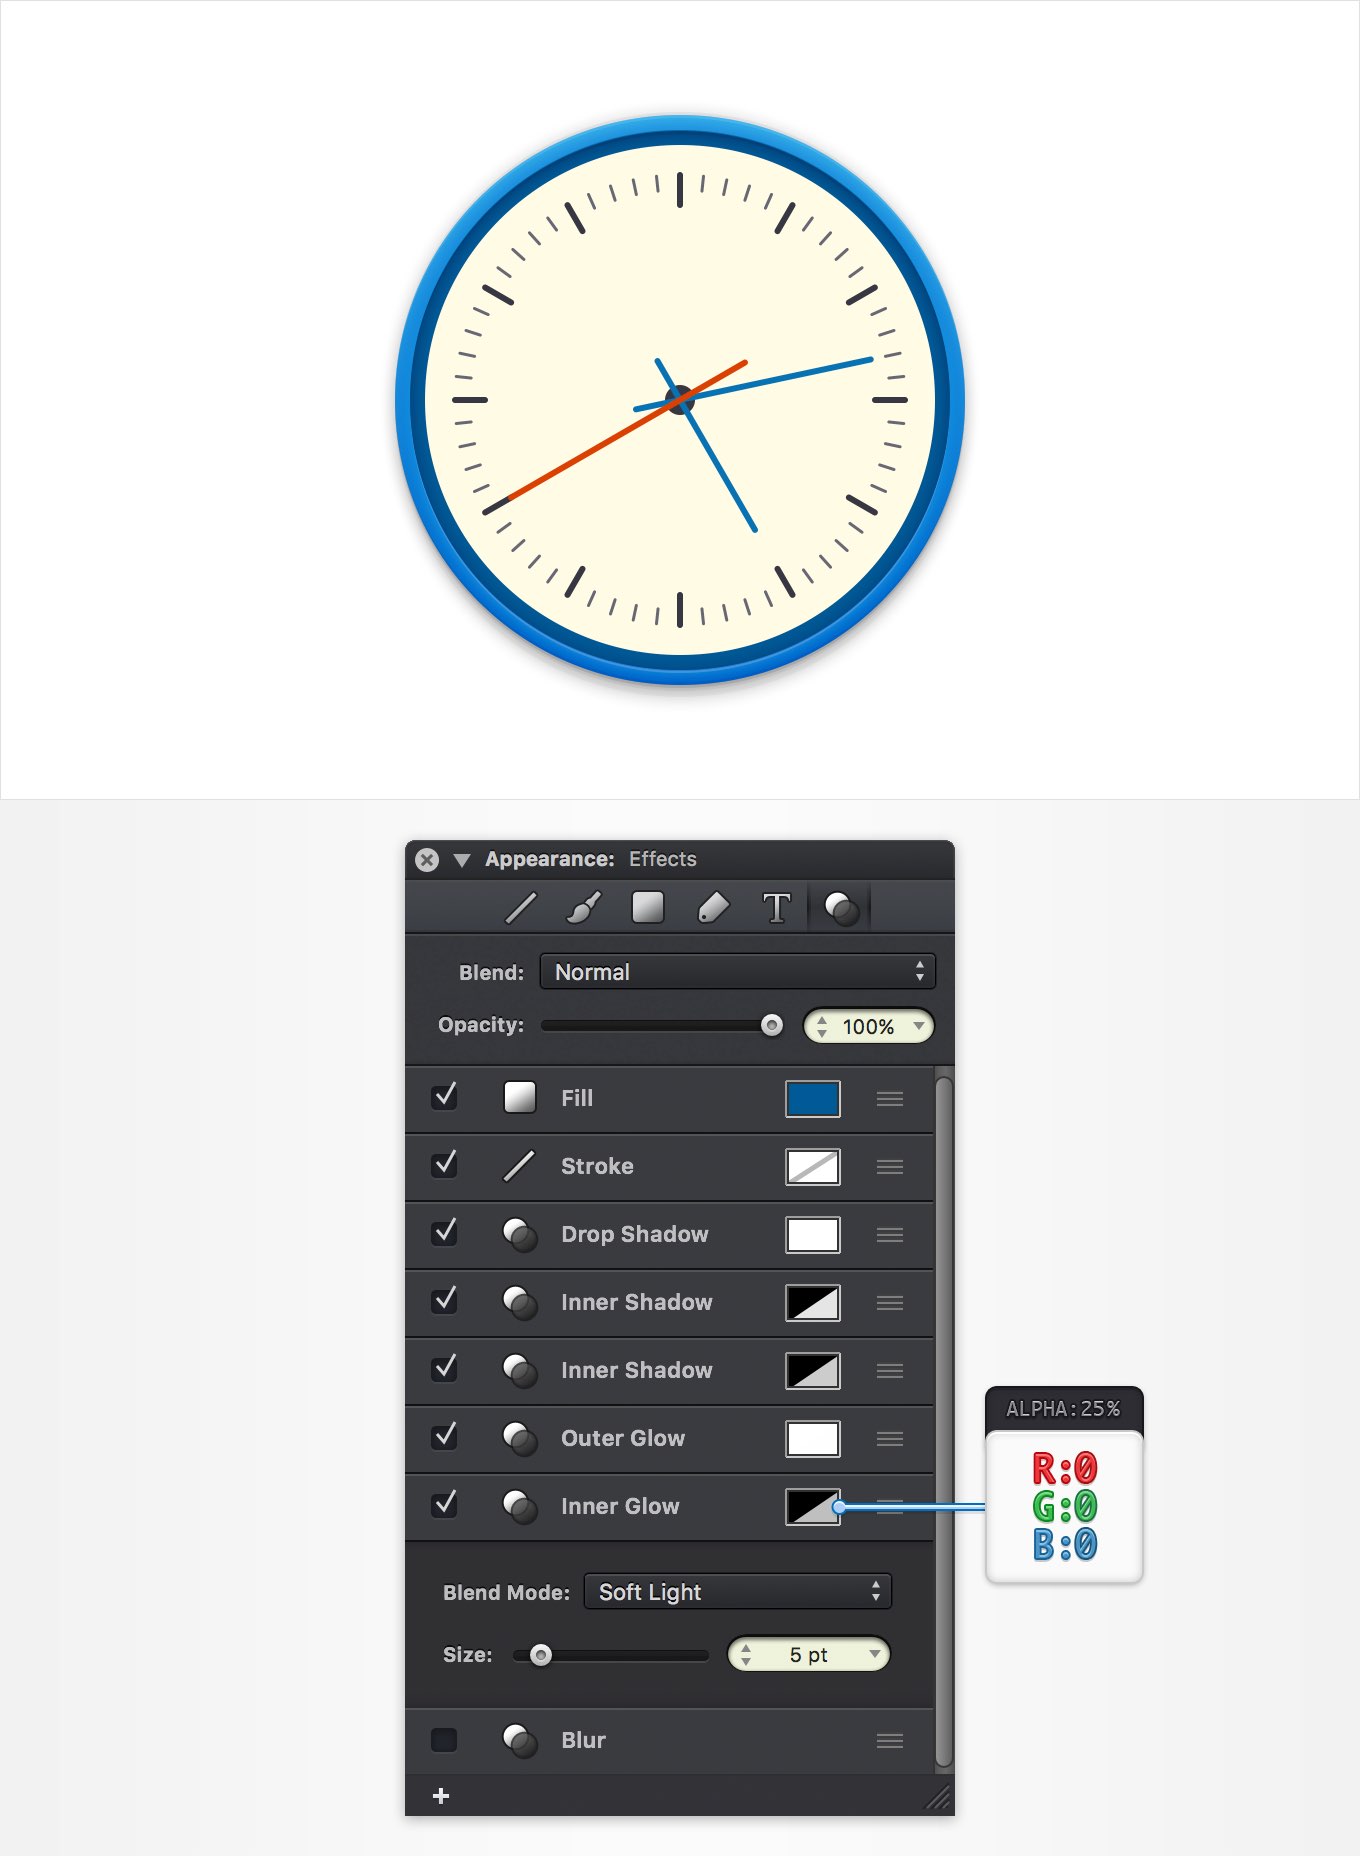 Appearance: Effects
T
Blend: Normal
Opacity: 100%
Fill
Stroke
Drop Shadow
Inner Shadow
Inner Shadow
Outer Glow
Inner Glow
ALPHA:25%
R:0
G:0
B:0
Blend Mode: Soft Light
Size: 5 pt
Blur